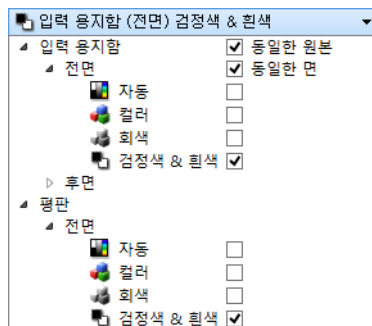 입력 용지함 (전면) 검정색 & 흰색
입력 용지함 동일한 원본
전면 동일한 면
자동
컬러
회색
검정색 & 흰색
후면
평판
전면
자동
컬러
회색
검정색 & 흰색